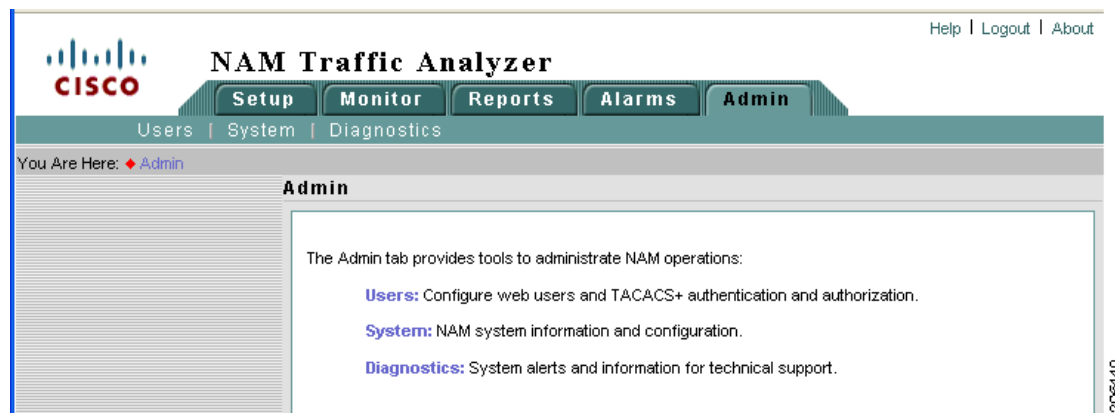 Help | Logout | About
CISCO
NAM Traffic Analyzer
Setup Monitor Reports Alarms Admin
Users | System | Diagnostics
You Are Here: Admin
Admin
The Admin tab provides tools to administrate NAM operations:
Users: Configure web users and TACACS+ authentication and authorization.
System: NAM system information and configuration.
Diagnostics: System alerts and information for technical support.